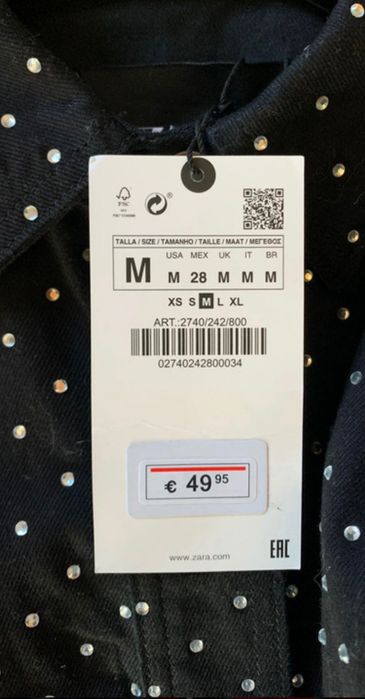 FSC
®
TALLA / SIZE / TAMANHO / TAILLE / MAAT / ΜΕΓΕΘΟΣ
USA MEX UK IT BR
M M 28 M M M
XS S M L XL
ART.:2740/242/800
02740242800034
€ 49 95
www.zara.com
EAC